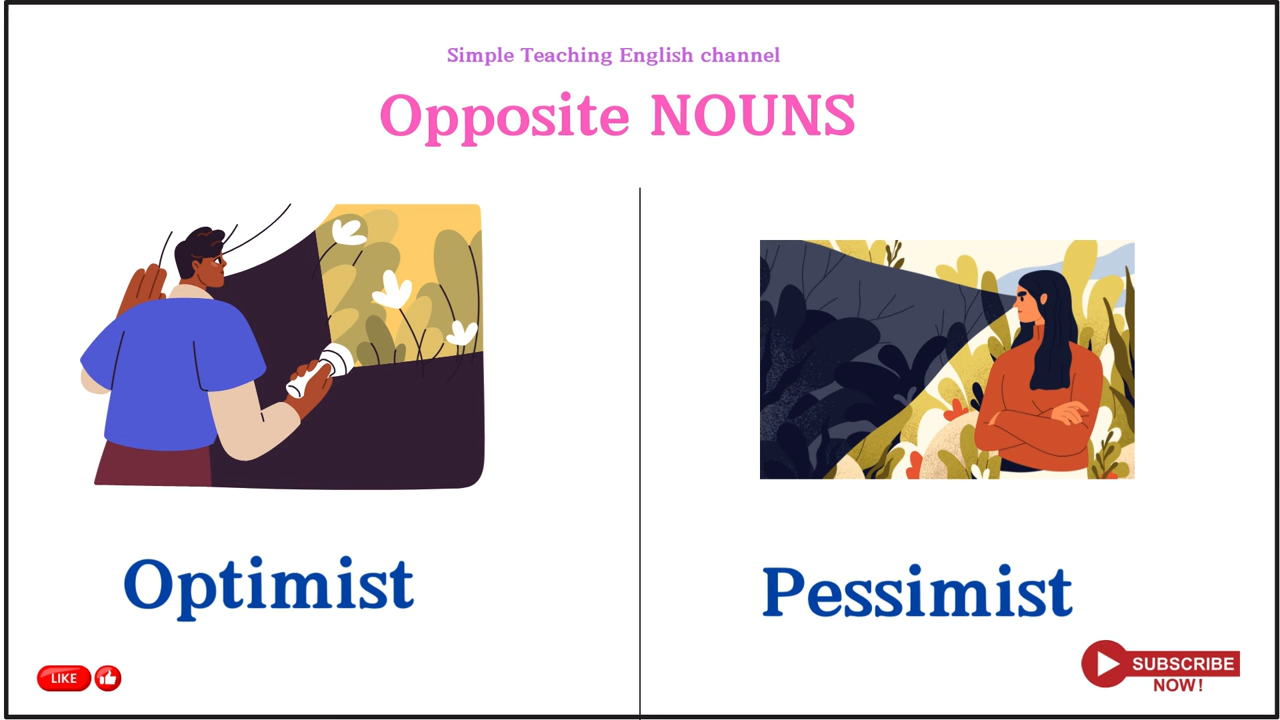 Simple Teaching English channel
Opposite NOUNS
Optimist
Pessimist
LIKE
SUBSCRIBE
NOW!